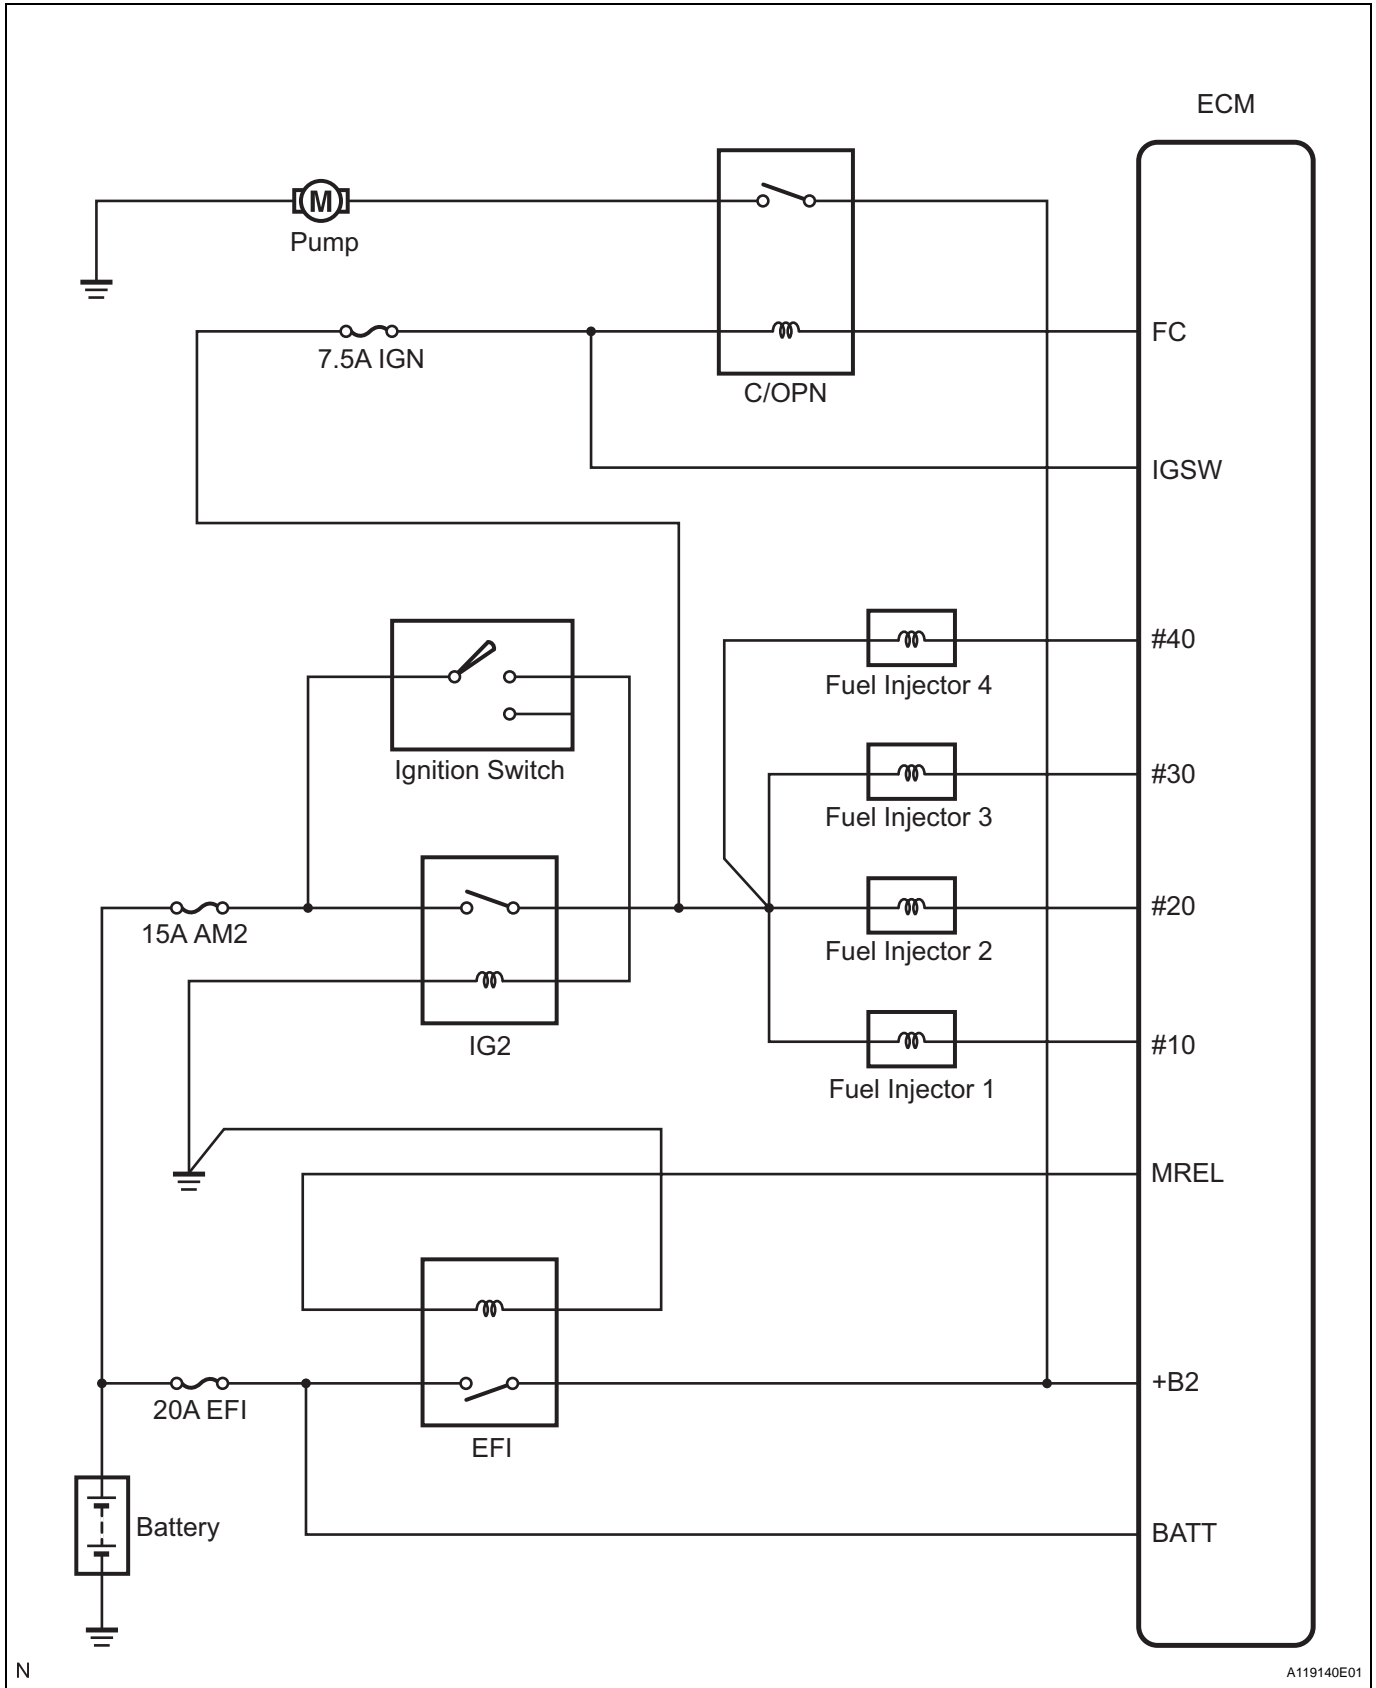 ECM
M
Pump
7.5A IGN
C/OPN
FC
IGSW
#40
Fuel Injector 4
Ignition Switch
#30
Fuel Injector 3
15A AM2
#20
Fuel Injector 2
IG2
#10
Fuel Injector 1
MREL
20A EFI
EFI
+B2
Battery
BATT
N
A119140E01